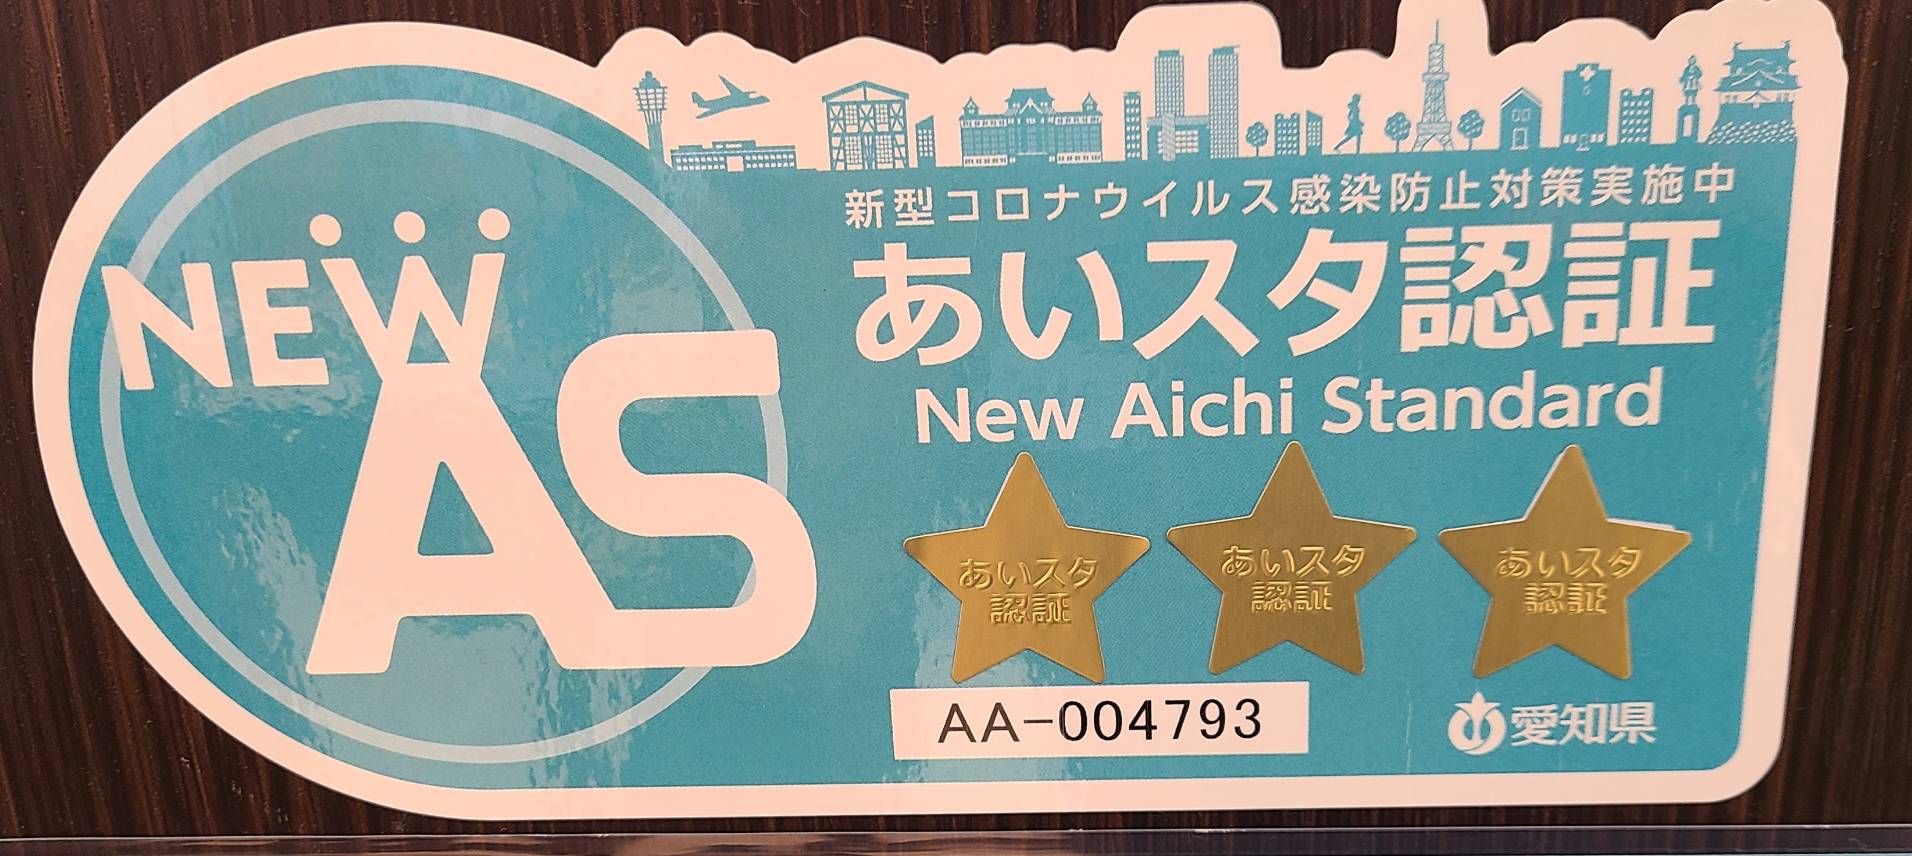 NEW
AS
新型コロナウイルス感染防止対策実施中
あいスタ認証
New Aichi Standard
あいスタ
認証
あいスタ
認証
あいスタ
認証
AA-004793
愛知県